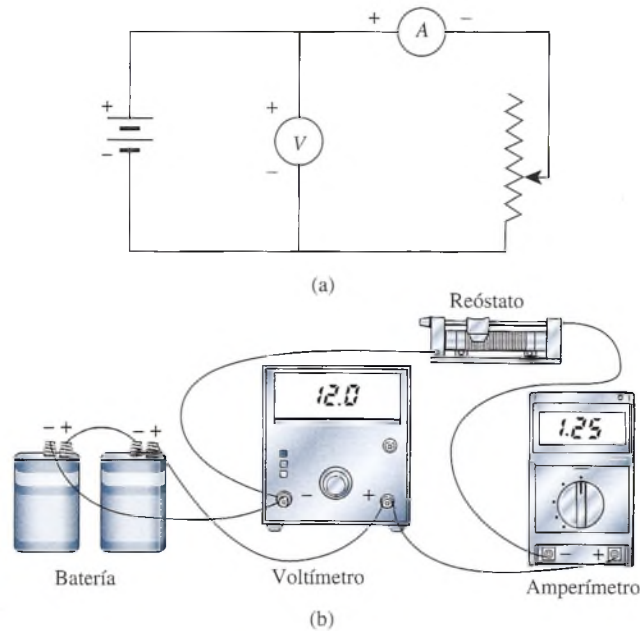 + A −
+ +
V
− −
(a)
Reóstato
12.0
1.25
− + − +
− +
− +
Batería
Voltímetro
Amperímetro
(b)